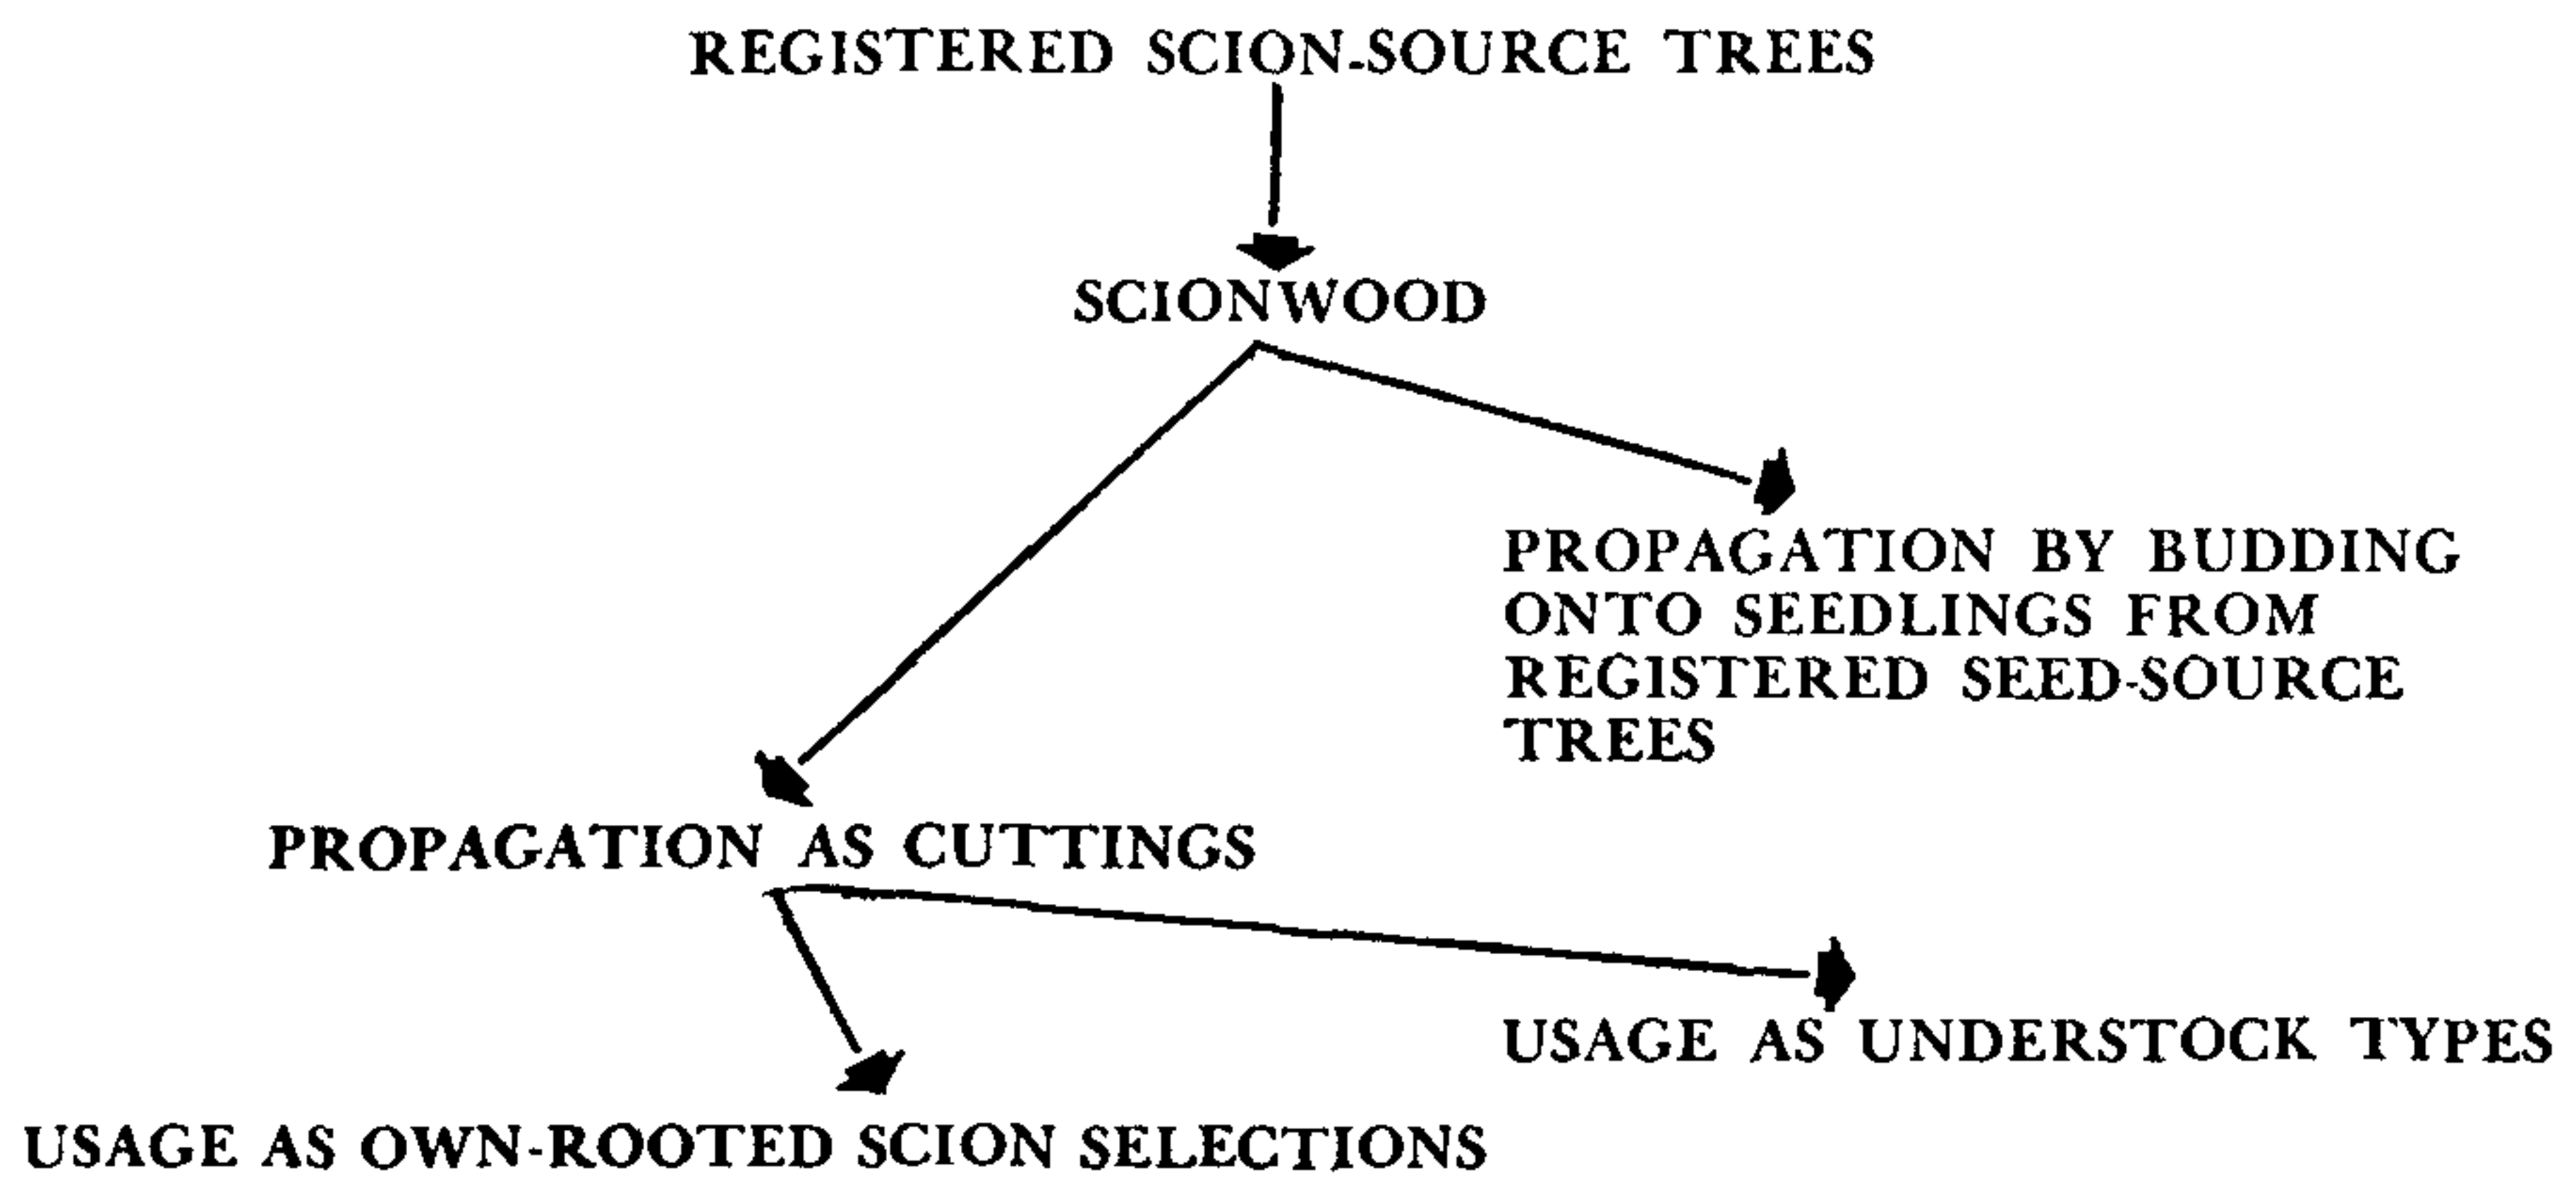 REGISTERED SCION-SOURCE TREES
SCIONWOOD
PROPAGATION BY BUDDING
ONTO SEEDLINGS FROM
REGISTERED SEED-SOURCE
TREES
PROPAGATION AS CUTTINGS
USAGE AS UNDERSTOCK TYPES
USAGE AS OWN-ROOTED SCION SELECTIONS